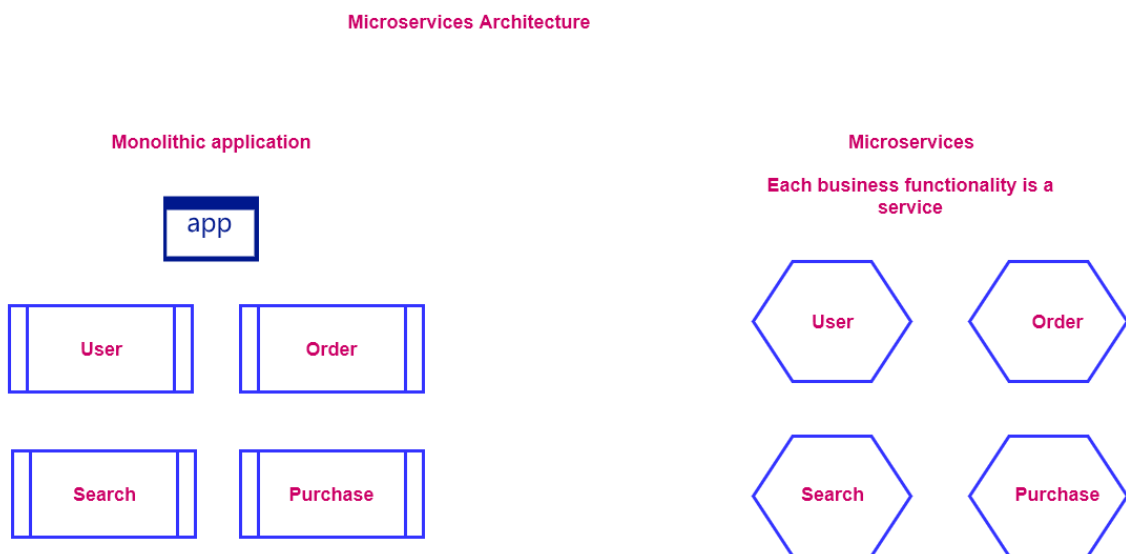 Microservices Architecture
Monolithic application
app
User
Order
Search
Purchase
Microservices
Each business functionality is a
service
User
Order
Search
Purchase